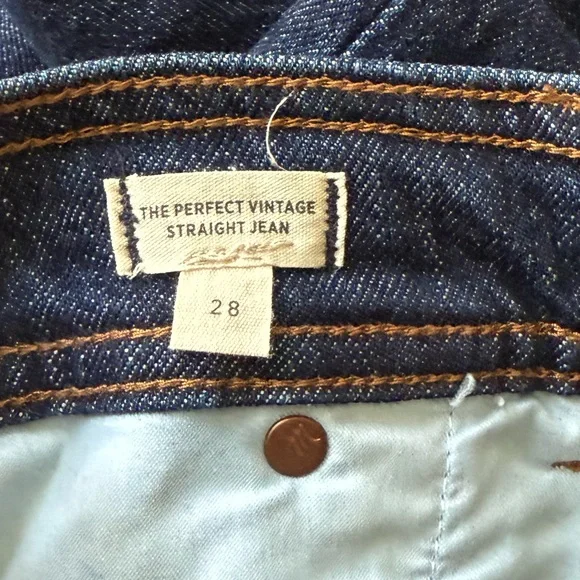 THE PERFECT VINTAGE
STRAIGHT JEAN
28